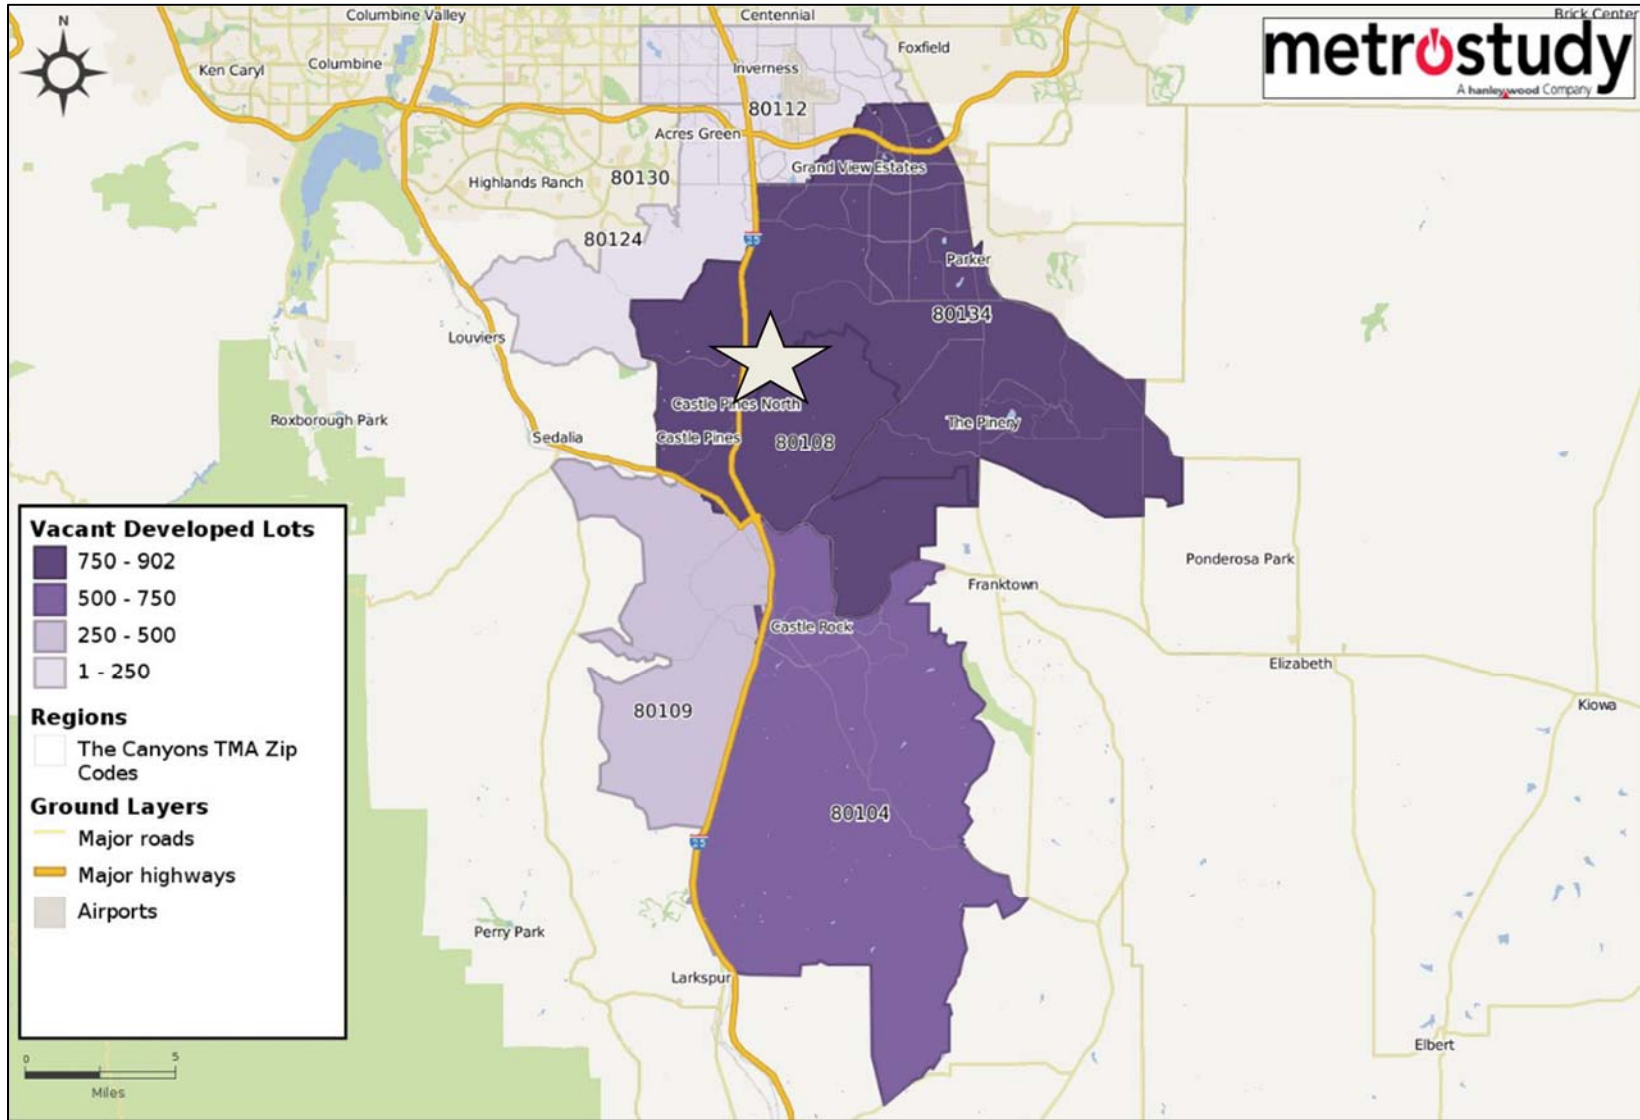 Columbine Valley
Centennial
Brick Center
N
Ken Caryl
Columbine
Inverness
Foxfield
metrostudy
A hanley wood Company
80112
Acres Green
Grand View Estates
Highlands Ranch
80130
80124
25
Parker
80134
Louviers
Castle Pines North
Roxborough Park
Sedalia
Castle Pines
80108
The Pinery
Vacant Developed Lots
750 - 902
500 - 750
250 - 500
1 - 250
Regions
The Canyons TMA Zip
Codes
Ground Layers
Major roads
Major highways
Airports
Ponderosa Park
Franktown
Castle Rock
Elizabeth
Kiowa
80109
80104
25
Perry Park
Larkspur
Elbert
0 5
Miles